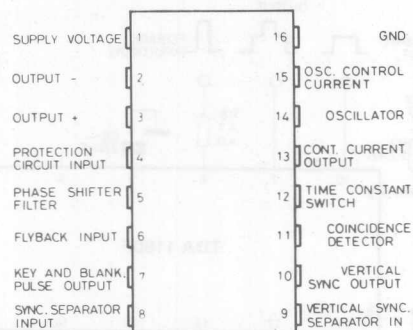 SUPPLY VOLTAGE 1
OUTPUT - 2
OUTPUT + 3
PROTECTION
CIRCUIT INPUT 4
PHASE SHIFTER
FILTER 5
FLYBACK INPUT 6
KEY AND BLANK.
PULSE OUTPUT 7
SYNC. SEPARATOR
INPUT 8
16 GND
15 OSC. CONTROL
CURRENT
14 OSCILLATOR
13 CONT. CURRENT
OUTPUT
12 TIME CONSTANT
SWITCH
11 COINCIDENCE
DETECTOR
10 VERTICAL
SYNC OUTPUT
9 VERTICAL SYNC.
SEPARATOR IN